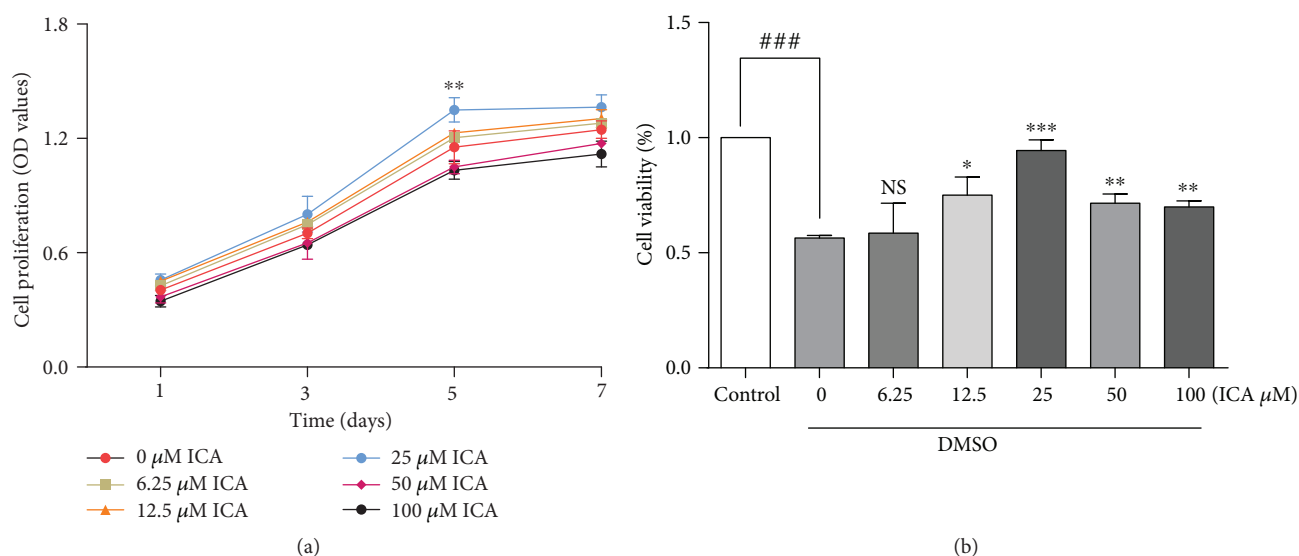 1.8
1.2
0.6
0.0
Cell proliferation (OD values)
**
1
3
5
7
Time (days)
0 μM ICA
6.25 μM ICA
12.5 μM ICA
25 μM ICA
50 μM ICA
100 μM ICA
(a)
1.5
1.0
0.5
0.0
Cell viability (%)
###
NS
*
***
**
**
Control
0
6.25
12.5
25
50
100 (ICA μM)
DMSO
(b)